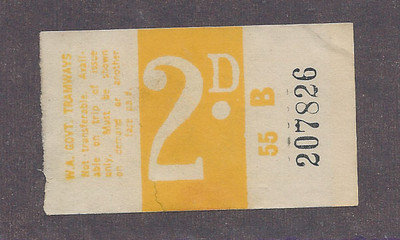 W.A. GOVT. TRAMWAYS
Not transferable. Avail-
able on trip of issue
only. Must be shewn
on demand or another
fare paid.
2D.
55 B
207826